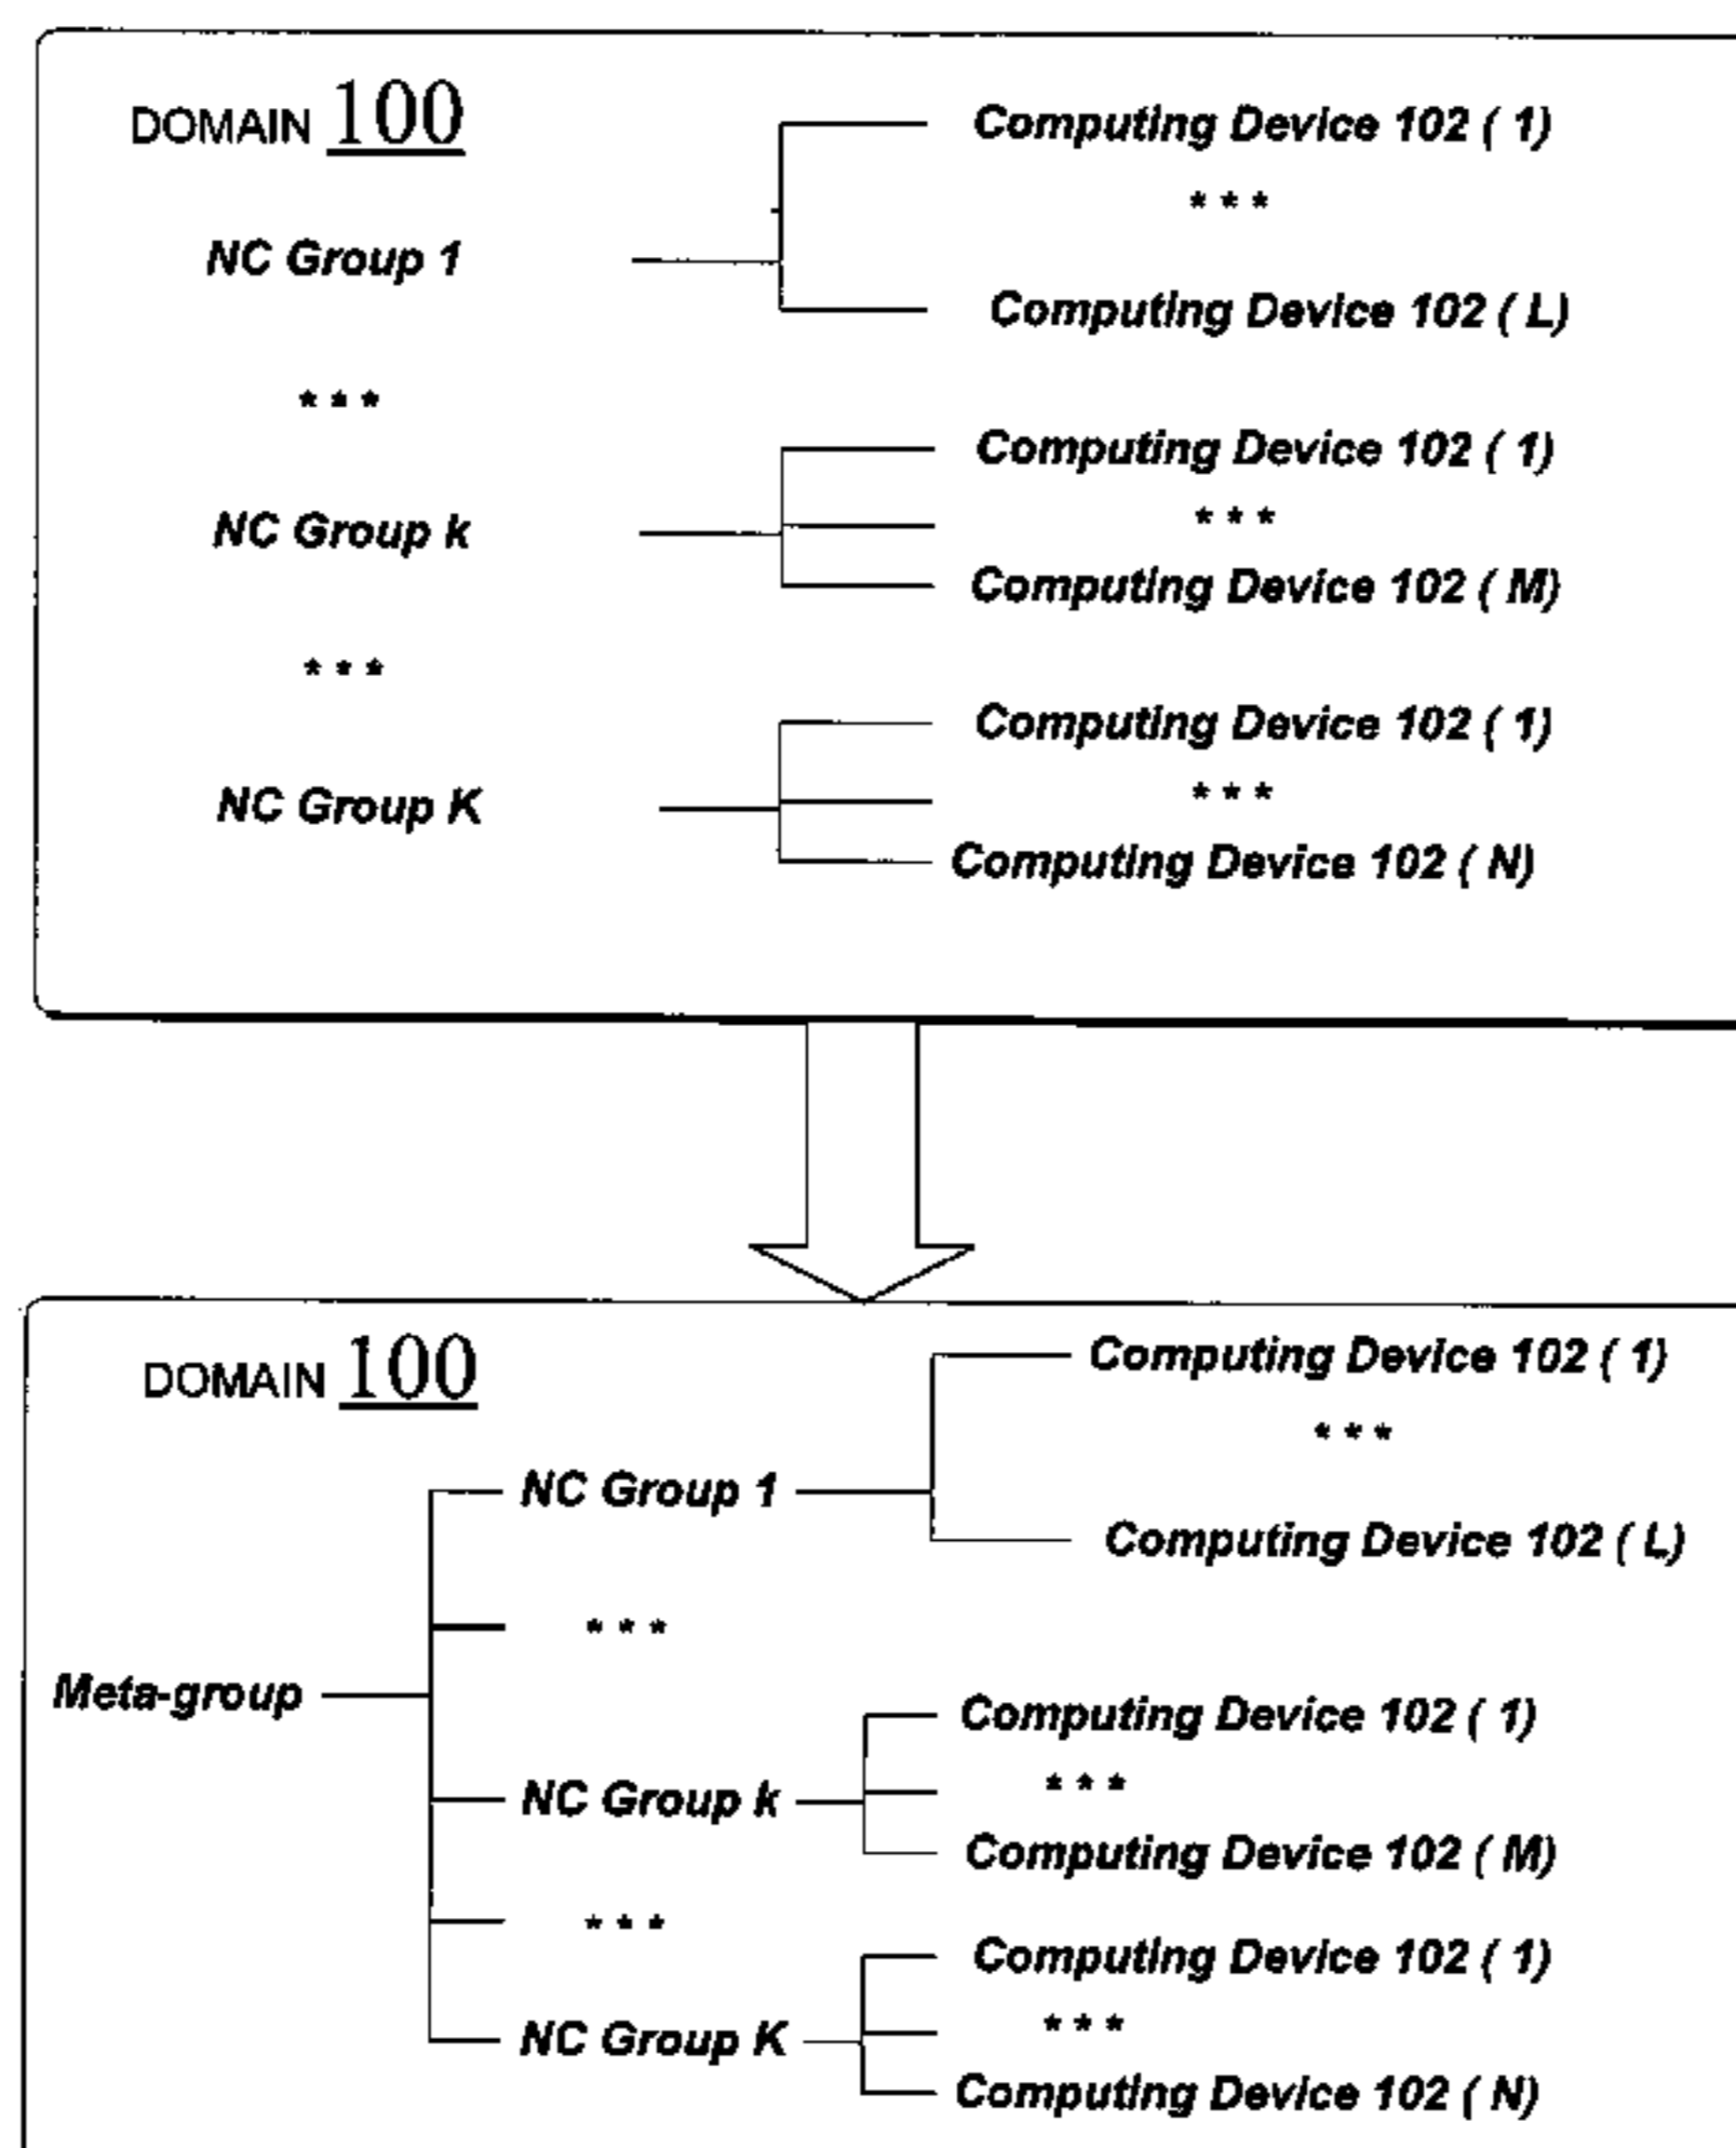 DOMAIN 100
Computing Device 102 ( 1)
* * *
NC Group 1
Computing Device 102 ( L)
* * *
Computing Device 102 ( 1)
* * *
NC Group k
Computing Device 102 ( M)
* * *
Computing Device 102 ( 1)
* * *
NC Group K
Computing Device 102 ( N)
DOMAIN 100
Computing Device 102 ( 1)
* * *
NC Group 1
Computing Device 102 ( L)
* * *
Meta-group
Computing Device 102 ( 1)
* * *
NC Group k
Computing Device 102 ( M)
* * *
Computing Device 102 ( 1)
* * *
NC Group K
Computing Device 102 ( N)